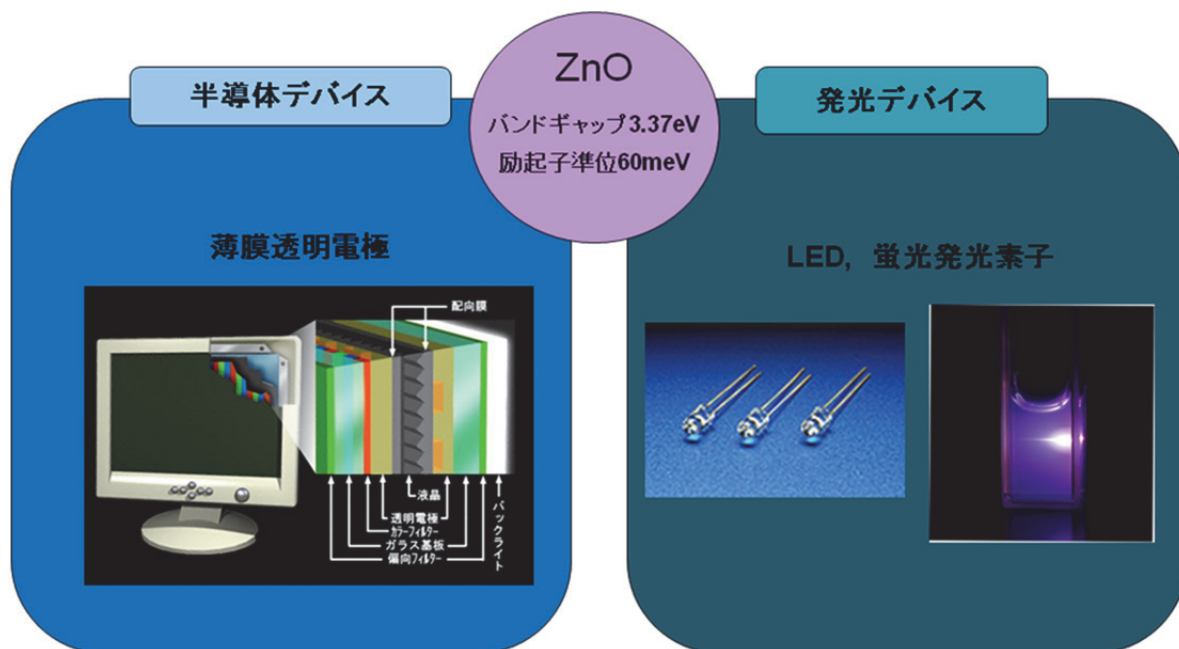 ZnO
バンドギャップ3.37eV
励起子準位60meV
半導体デバイス
薄膜透明電極
配向膜
液晶
透明電極
カラーフィルター
ガラス基板
偏向フィルター
バックライト
発光デバイス
LED, 蛍光発光素子